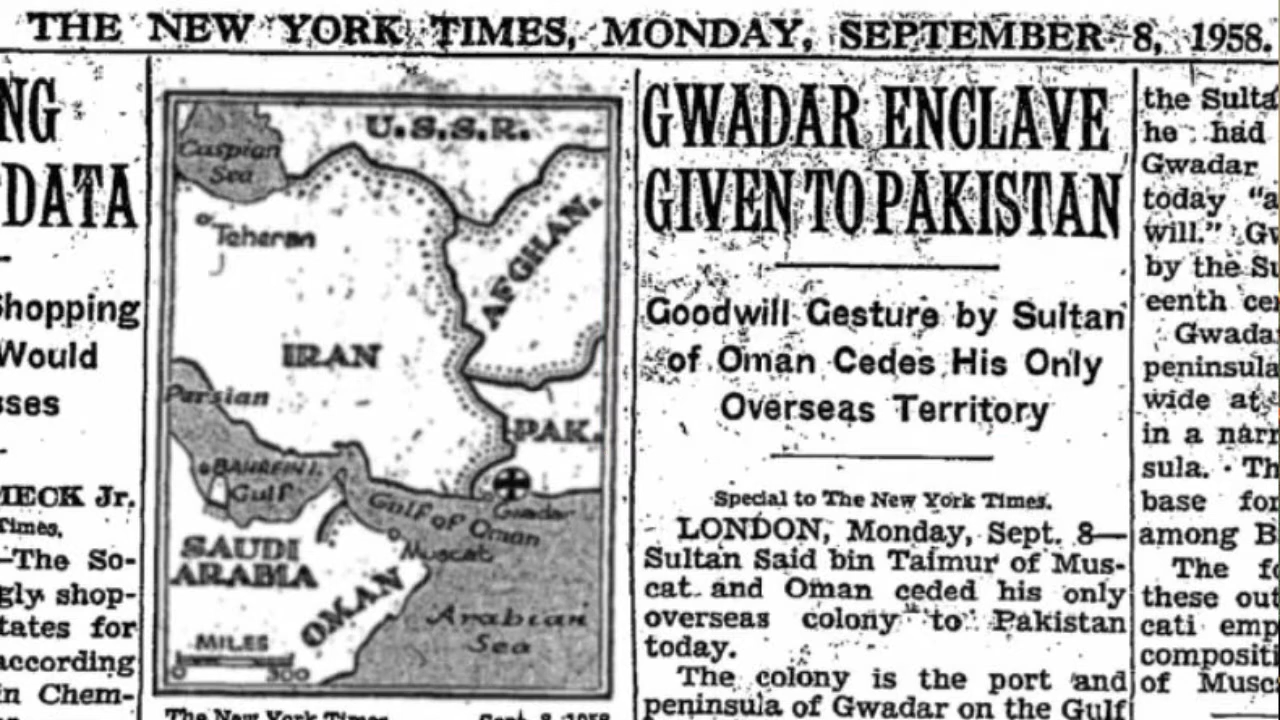 THE NEW YORK TIMES, MONDAY, SEPTEMBER 8, 1958.
NG
DATA
Shopping
Would
sses
MECK Jr.
Times.
—The So-
gly shop-
tates for
according
in Chem-
U.S.S.R.
Caspian
Sea
Teheran
AFGHAN.
IRAN
Persian
PAK.
BAHREIN I.
Gulf
Guadar
Gulf of Oman
Muscat
SAUDI
ARABIA
OMAN
Arabian
Sea
MILES
0 300
The New York Times Sept. 8, 1958
GWADAR ENCLAVE
GIVEN TO PAKISTAN
Goodwill Gesture by Sultan
of Oman Cedes His Only
Overseas Territory
Special to The New York Times.
LONDON, Monday, Sept. 8—
Sultan Said bin Taimur of Mus-
cat and Oman ceded his only
overseas colony to Pakistan
today.
The colony is the port and
peninsula of Gwadar on the Gulf
the Sulta
he had
Gwadar
today "a
will." Gw
by the Su
eenth cen
Gwada
peninsula
wide at
in a narr
sula. Th
base for
among B
The fo
these out
cati emp
compositi
of Musc